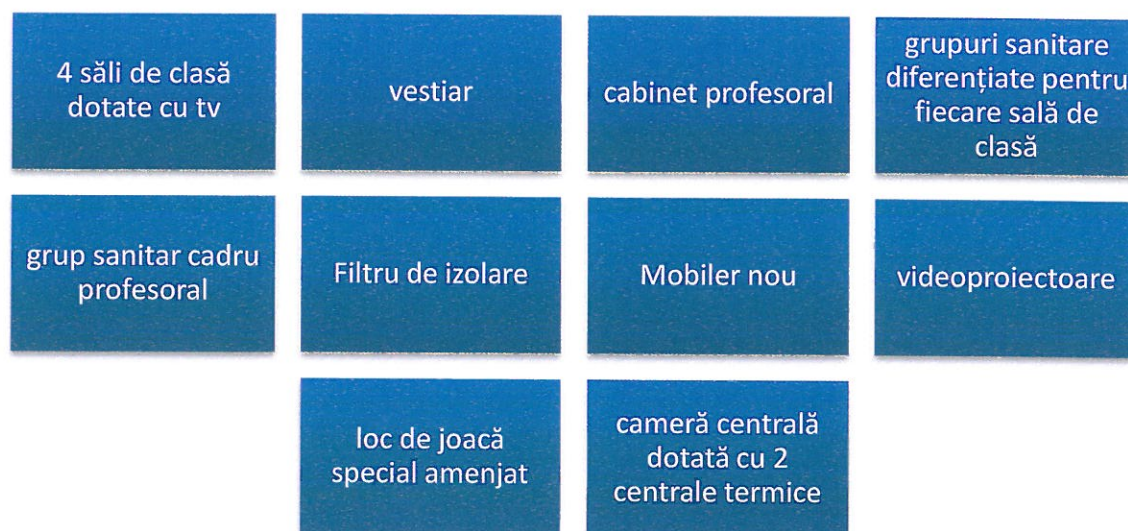 4 săli de clasă
dotate cu tv
vestiar
cabinet profesoral
grupuri sanitare
diferențiate pentru
fiecare sală de
clasă
grup sanitar cadru
profesoral
Filtru de izolare
Mobiler nou
videoproiectoare
loc de joacă
special amenjat
cameră centrală
dotată cu 2
centrale termice